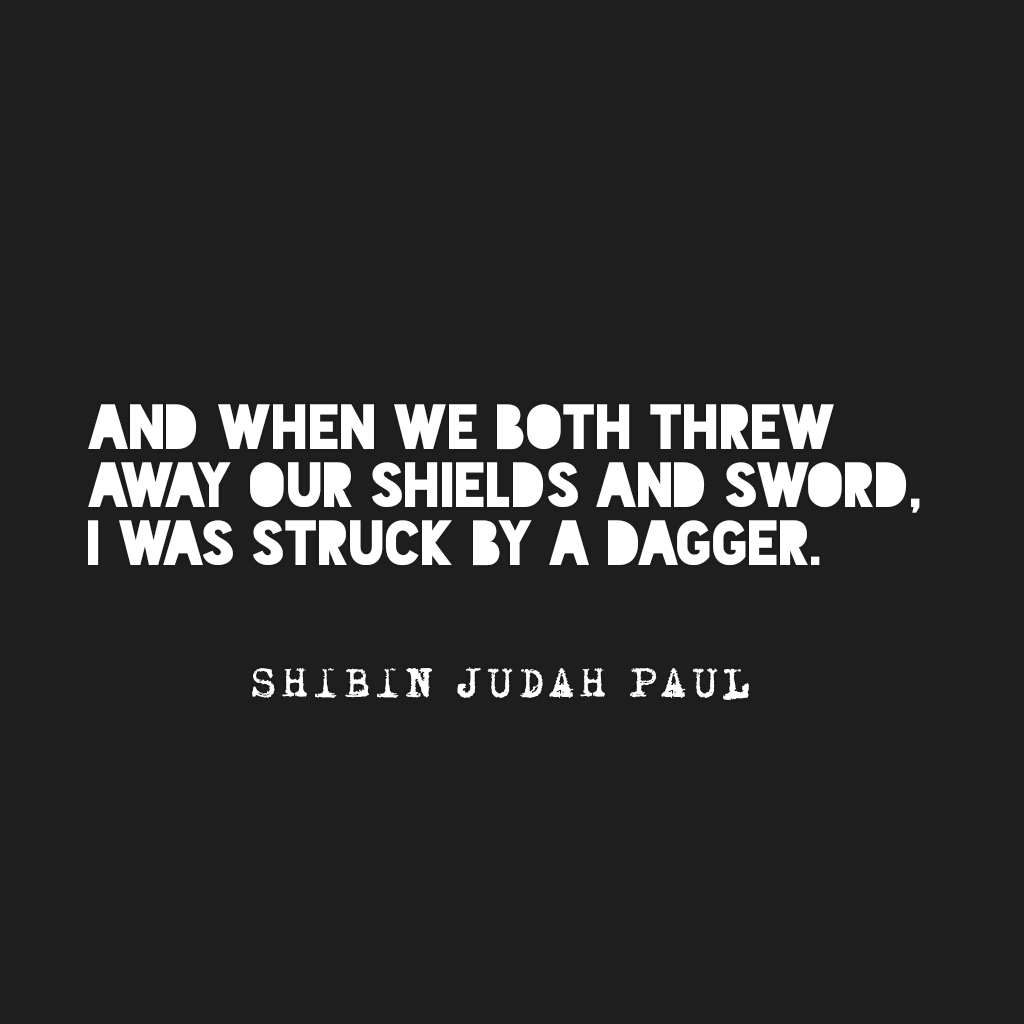 AND WHEN WE BOTH THREW
AWAY OUR SHIELDS AND SWORD,
I WAS STRUCK BY A DAGGER.
SHIBIN JUDAH PAUL